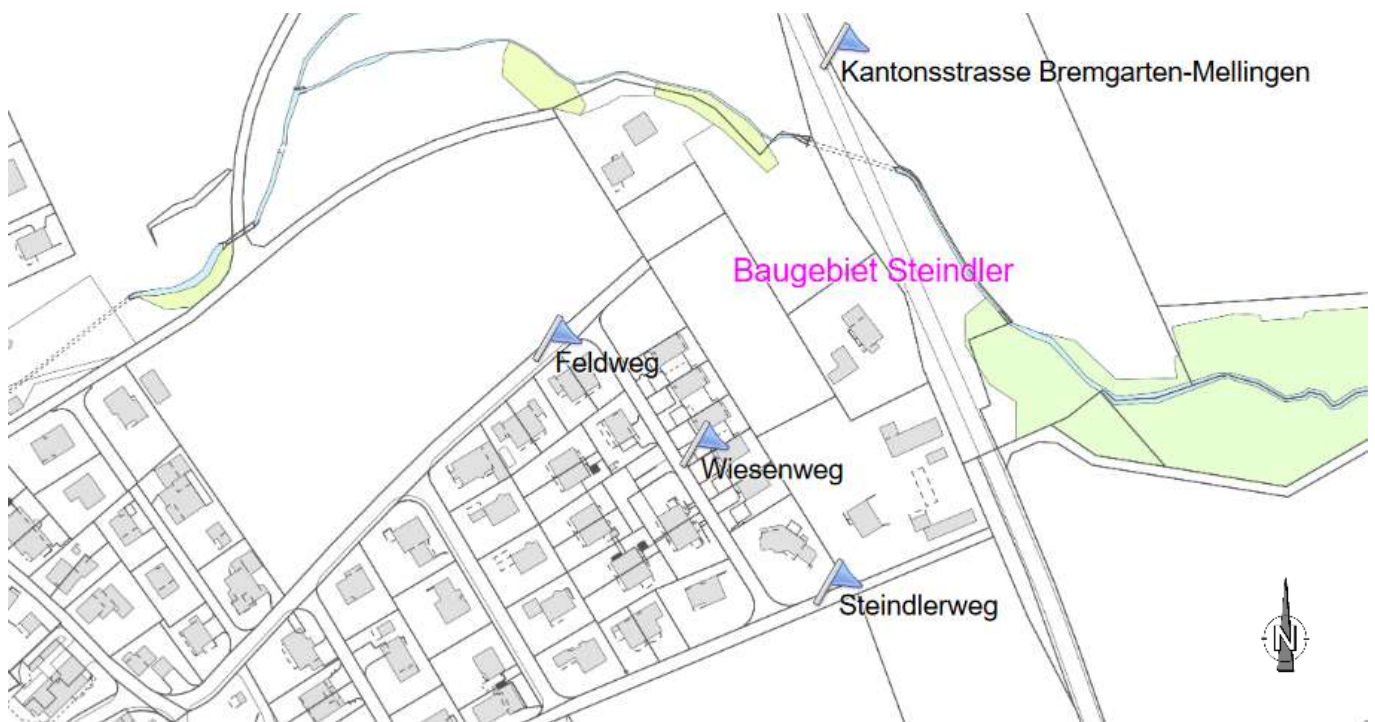 Kantonsstrasse Bremgarten-Mellingen
Baugebiet Steindler
Feldweg
Wiesenweg
Steindlerweg
N